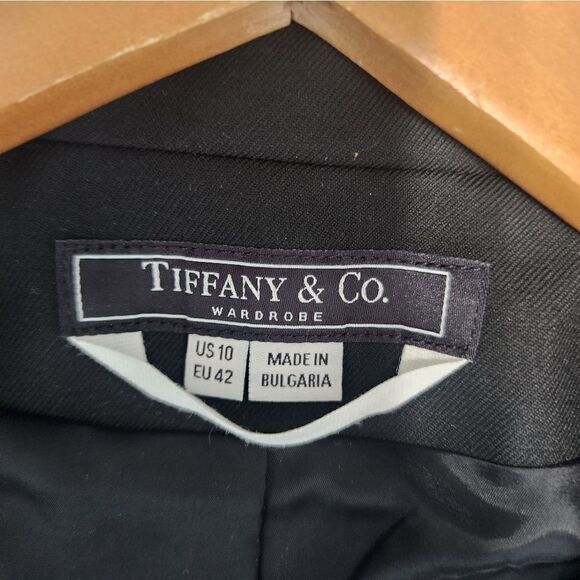 TIFFANY & CO.
WARDROBE
US 10
EU 42
MADE IN
BULGARIA